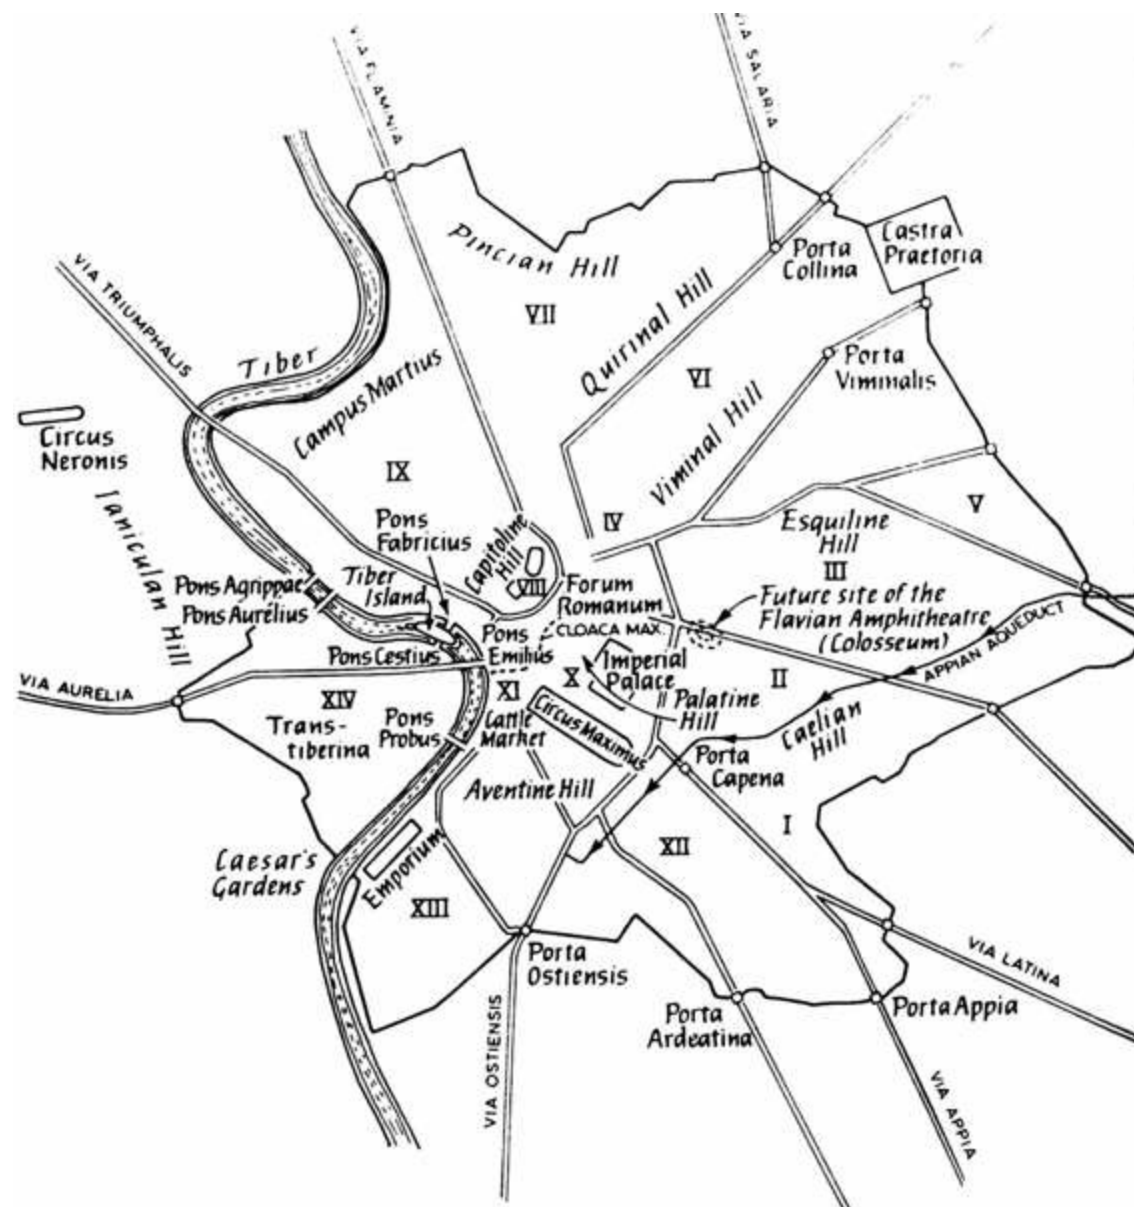 VIA FLAMINIA
VIA SALARIA
Castra
Praetoria
Pincian Hill
Porta
Collina
VIA TRIUMPHALIS
Quirinal Hill
VII
Tiber
Campus Martius
VI
Porta
Viminalis
Circus
Neronis
Viminal Hill
IX
Ianiculan Hill
Pons
Fabricius
Capitoline
Hill
IV
V
Esquiline
Hill
Pons Agrippae
Tiber
Island
VIII
Forum
Romanum
III
Pons Aurélius
CLOACA MAX.
Future site of the
Flavian Amphitheatre
(Colosseum)
Pons Cestius
Pons
Emilius
Imperial
Palace
APPIAN AQUEDUCT
VIA AURELIA
XIV
XI
X
II
Palatine
Hill
Trans-
tiberina
Pons
Probus
Cattle
Market
Circus Maximus
Caelian
Hill
Porta
Capena
Aventine Hill
I
Caesar's
Gardens
Emporium
XII
XIII
Porta
Ostiensis
VIA LATINA
VIA OSTIENSIS
Porta
Ardeatina
Porta Appia
VIA APPIA